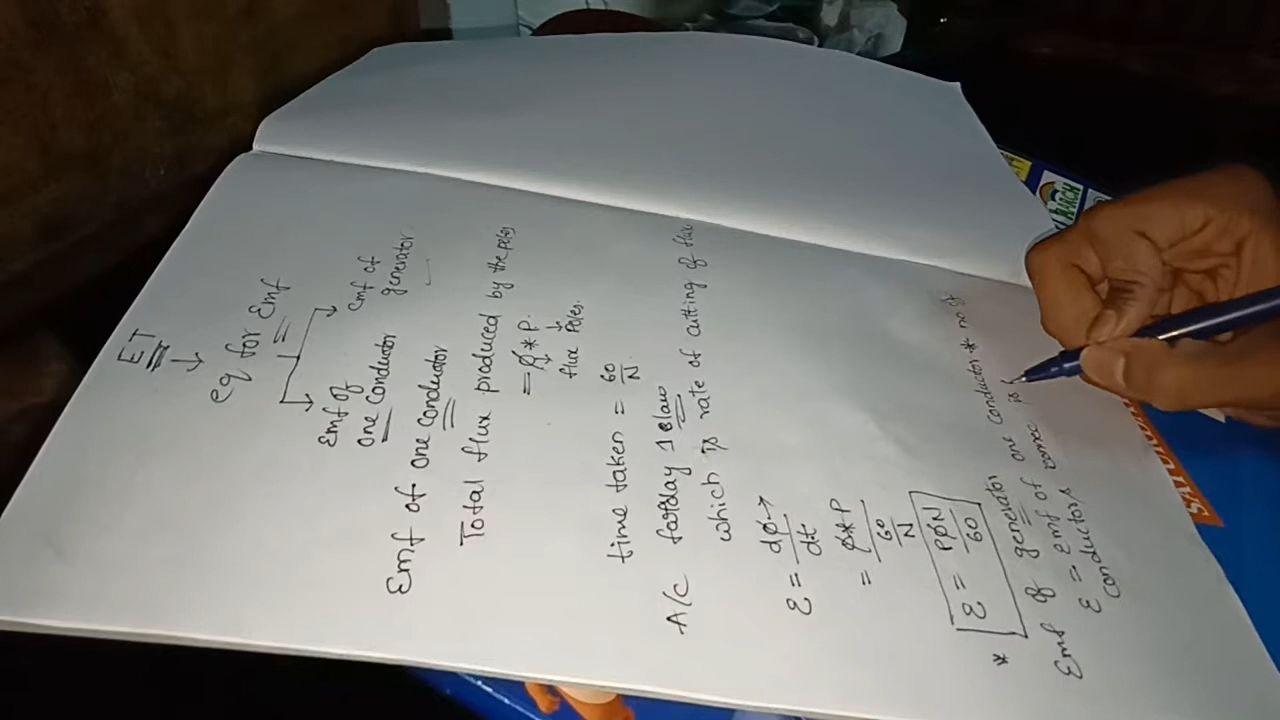 ET
↓
eq for Emf
Emf of one Conductor
Emf of generator
Emf of one conductor
Total flux produced by the poles
= ϕ * P.
flux Poles.
time taken = 60/N
A/c farday 1 law
which is rate of cutting of flux
ε = dϕ/dt
= ϕ*P / 60/N
* [ε = PϕN/60]
Emf of generator
ε = emf of one conductor * no of
conductors
BEACH